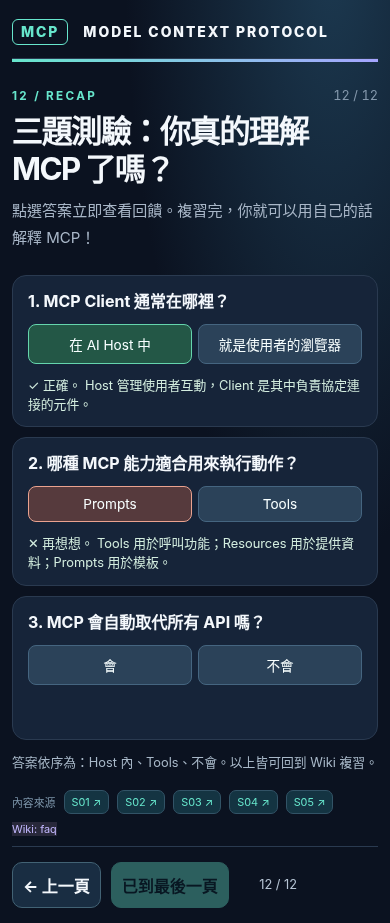 MCP MODEL CONTEXT PROTOCOL
12 / RECAP 12 / 12
三題測驗：你真的理解
MCP 了嗎？
點選答案立即查看回饋。複習完，你就可以用自己的話
解釋 MCP！
1. MCP Client 通常在哪裡？
在 AI Host 中 就是使用者的瀏覽器
✓ 正確。 Host 管理使用者互動，Client 是其中負責協定連
接的元件。
2. 哪種 MCP 能力適合用來執行動作？
Prompts Tools
✕ 再想想。 Tools 用於呼叫功能；Resources 用於提供資
料；Prompts 用於模板。
3. MCP 會自動取代所有 API 嗎？
會 不會
答案依序為：Host 內、Tools、不會。以上皆可回到 Wiki 複習。
內容來源 S01 ↗ S02 ↗ S03 ↗ S04 ↗ S05 ↗
Wiki: faq
← 上一頁 已到最後一頁 12 / 12